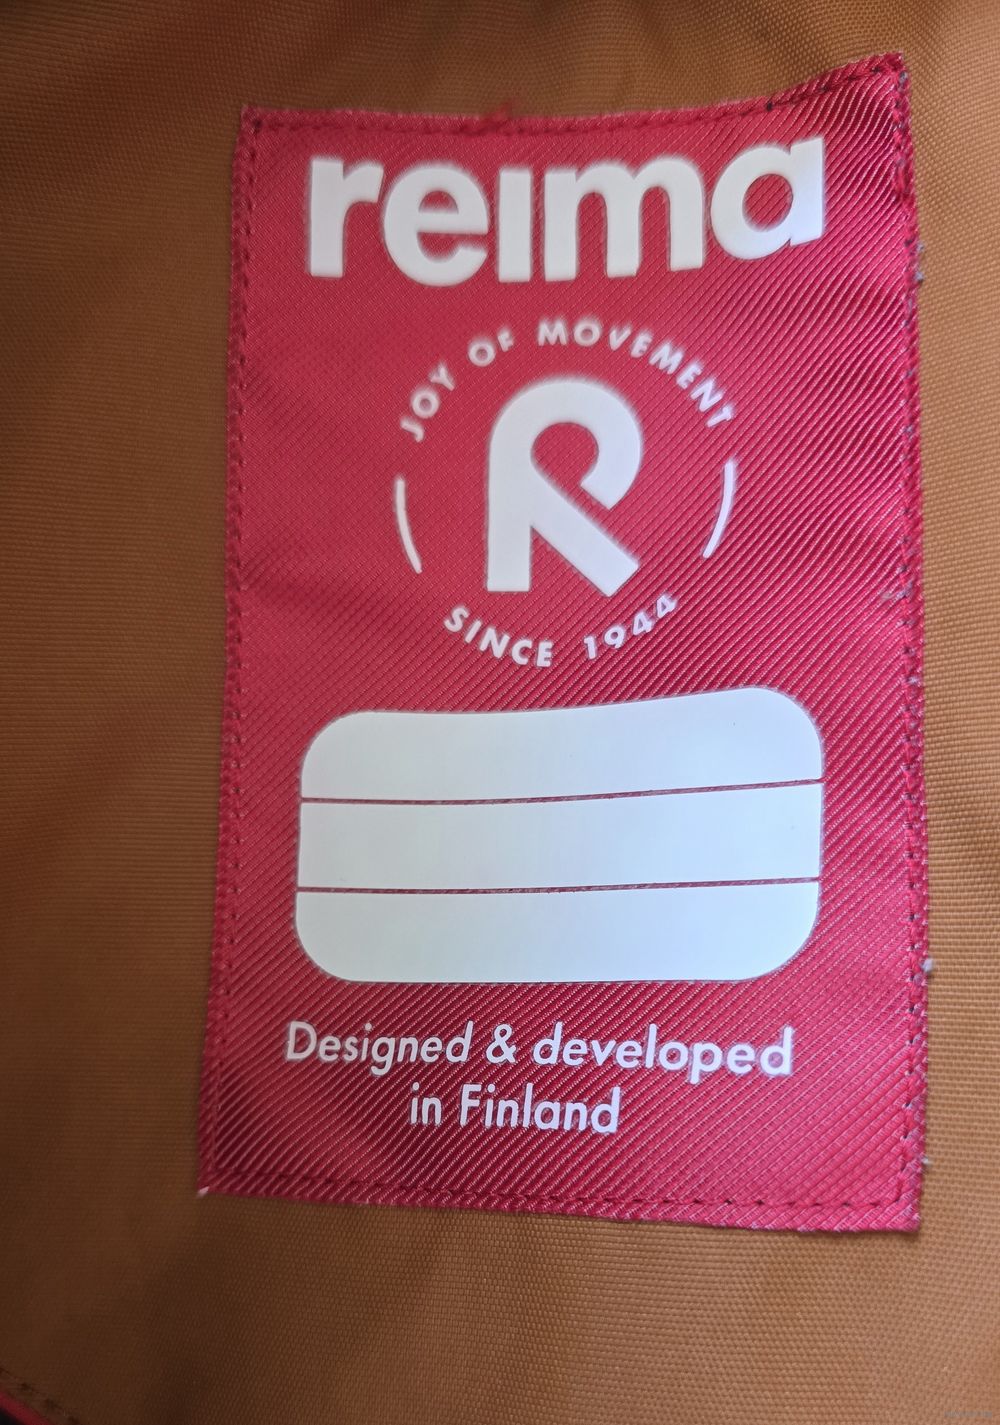 reima
JOY OF MOVEMENT
R
SINCE 1944
Designed & developed
in Finland